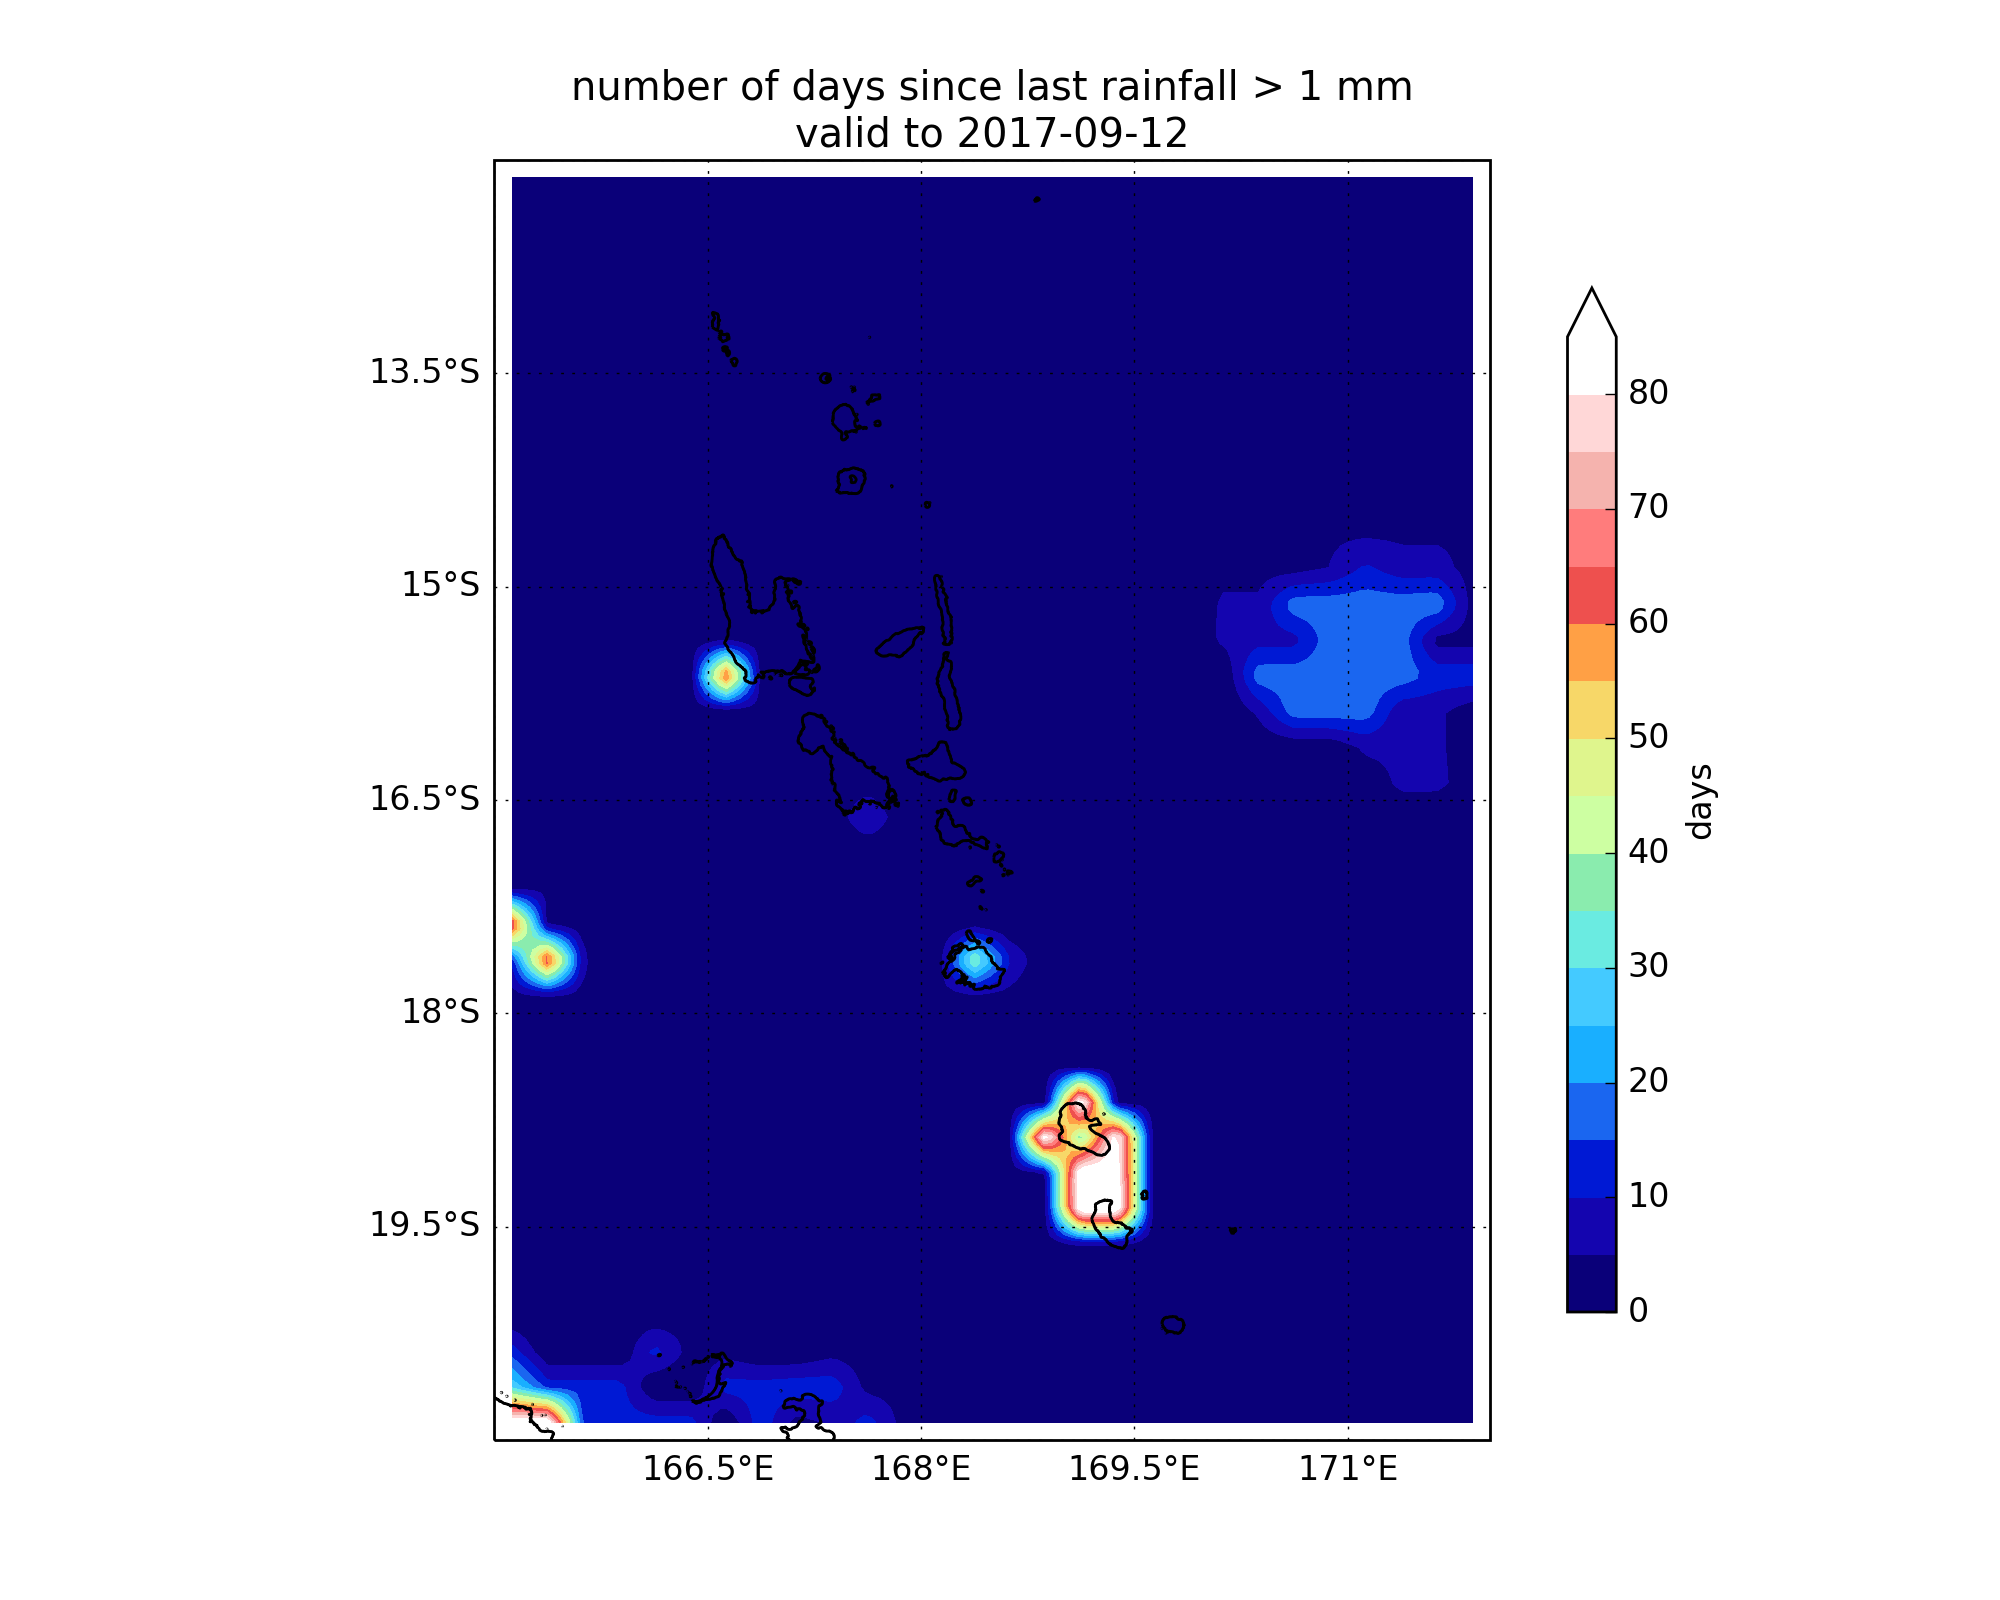 number of days since last rainfall > 1 mm
valid to 2017-09-12
13.5°S
15°S
16.5°S
18°S
19.5°S
166.5°E
168°E
169.5°E
171°E
80
70
60
50
40
30
20
10
0
days